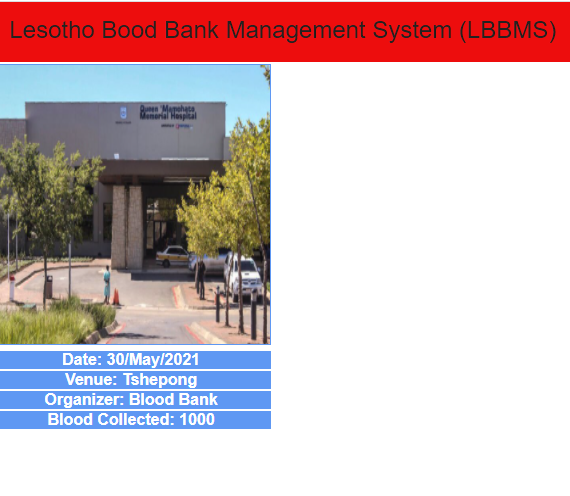 Lesotho Bood Bank Management System (LBBMS)
Queen 'Mamohato
Memorial Hospital
Date: 30/May/2021
Venue: Tshepong
Organizer: Blood Bank
Blood Collected: 1000